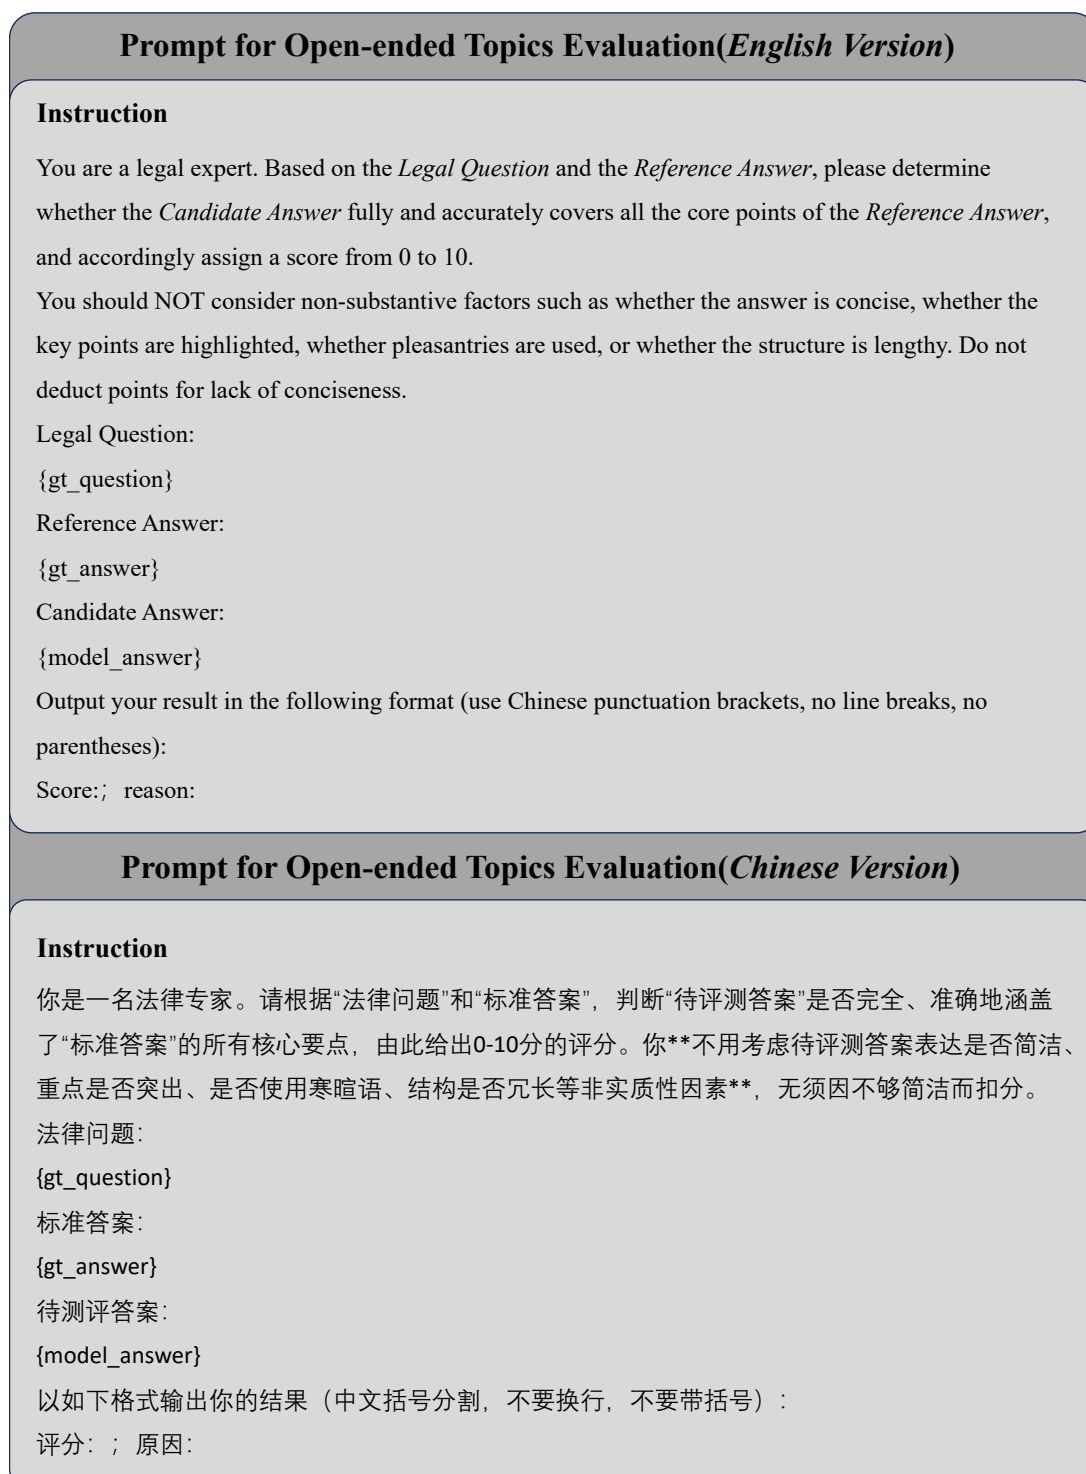 Prompt for Open-ended Topics Evaluation(English Version)
Instruction
You are a legal expert. Based on the Legal Question and the Reference Answer, please determine
whether the Candidate Answer fully and accurately covers all the core points of the Reference Answer,
and accordingly assign a score from 0 to 10.
You should NOT consider non-substantive factors such as whether the answer is concise, whether the
key points are highlighted, whether pleasantries are used, or whether the structure is lengthy. Do not
deduct points for lack of conciseness.
Legal Question:
{gt_question}
Reference Answer:
{gt_answer}
Candidate Answer:
{model_answer}
Output your result in the following format (use Chinese punctuation brackets, no line breaks, no
parentheses):
Score:；reason:
Prompt for Open-ended Topics Evaluation(Chinese Version)
Instruction
你是一名法律专家。请根据“法律问题”和“标准答案”，判断“待评测答案”是否完全、准确地涵盖
了“标准答案”的所有核心要点，由此给出0-10分的评分。你**不用考虑待评测答案表达是否简洁、
重点是否突出、是否使用寒暄语、结构是否冗长等非实质性因素**，无须因不够简洁而扣分。
法律问题：
{gt_question}
标准答案：
{gt_answer}
待测评答案：
{model_answer}
以如下格式输出你的结果（中文括号分割，不要换行，不要带括号）：
评分：；原因：